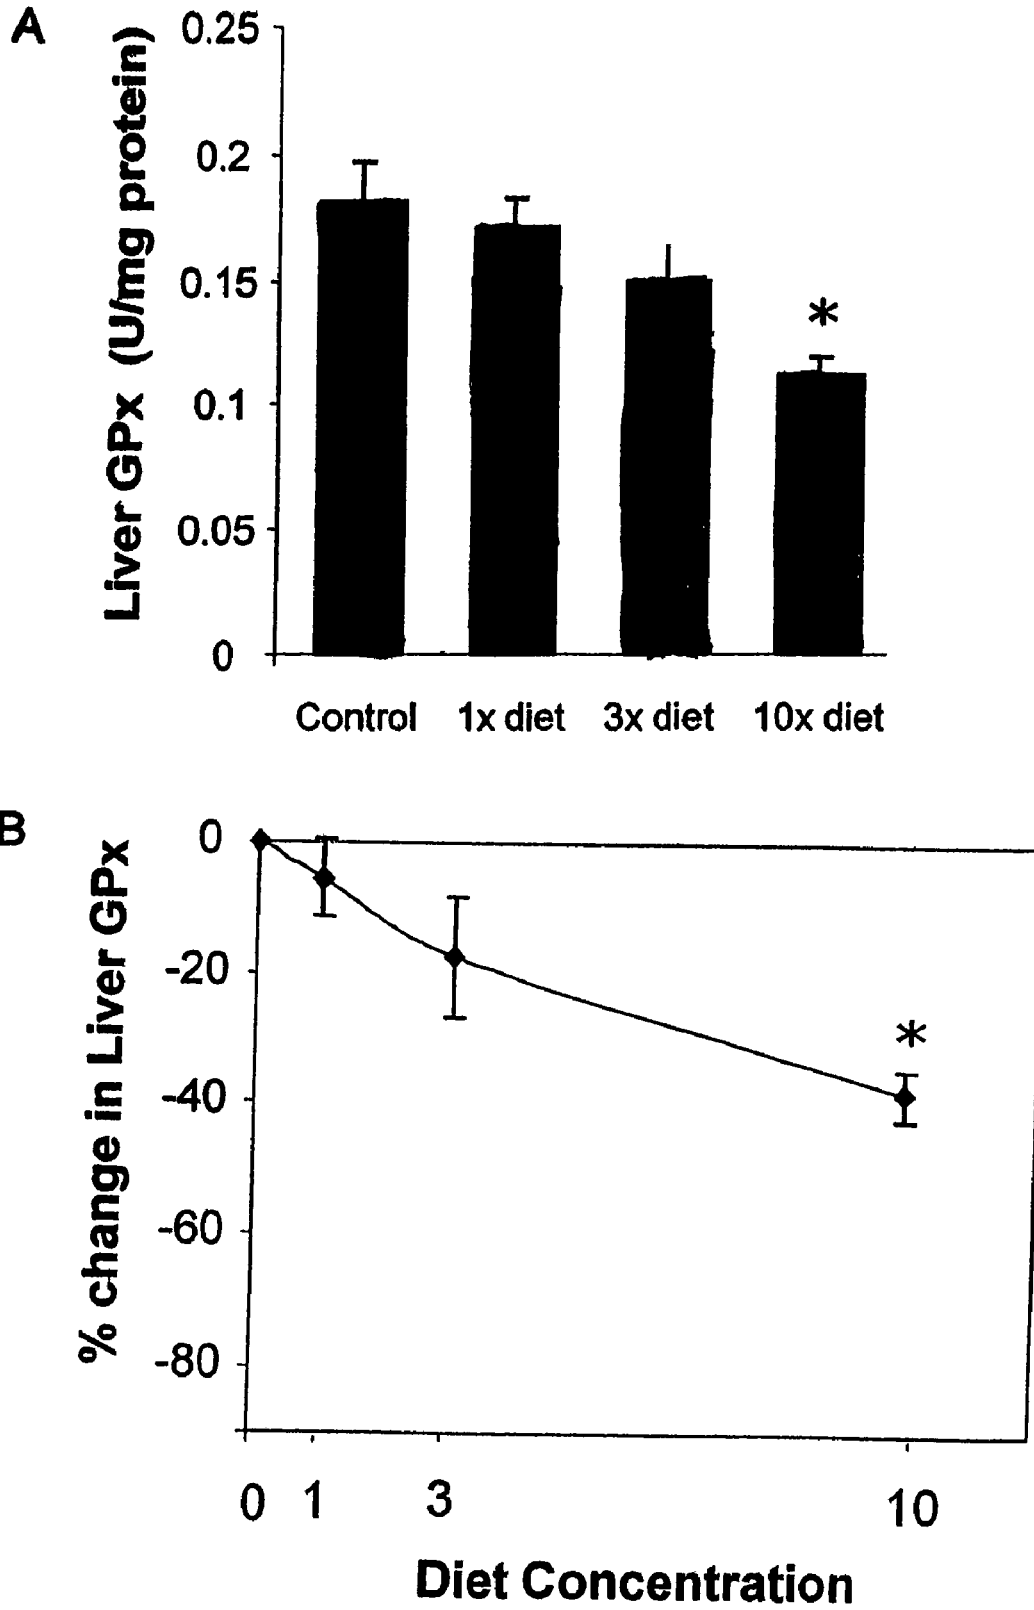 A
Liver GPx (U/mg protein)
0.25
0.2
0.15
0.1
0.05
0
*
Control 1x diet 3x diet 10x diet
B
% change in Liver GPx
0
-20
-40
-60
-80
*
0 1 3 10
Diet Concentration